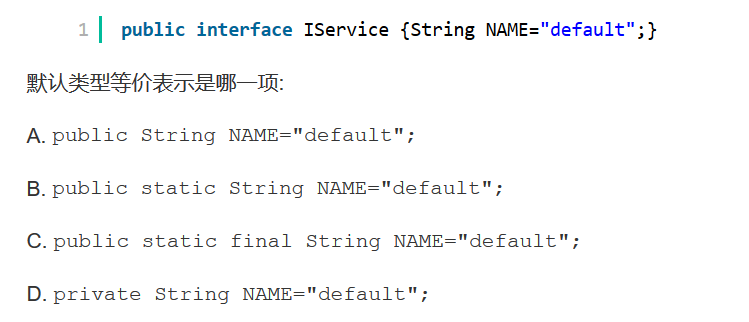 1 public interface IService {String NAME="default";}
默认类型等价表示是哪一项:
A. public String NAME="default";
B. public static String NAME="default";
C. public static final String NAME="default";
D. private String NAME="default";